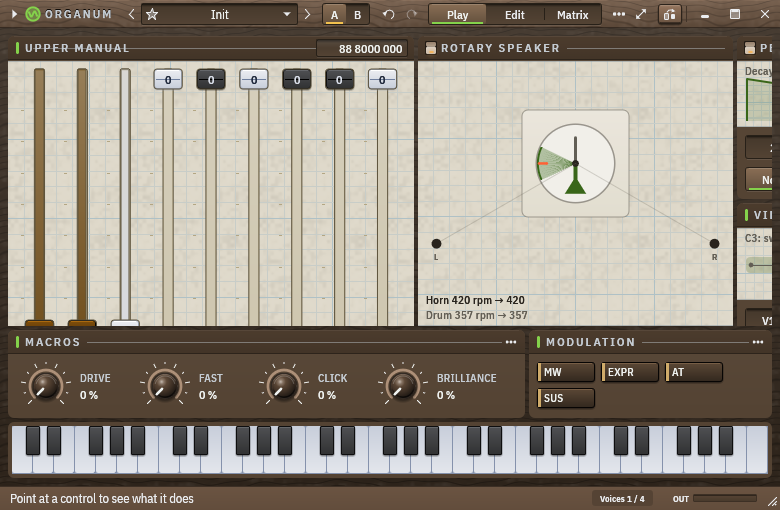 ORGANUM Init A B Play Edit Matrix
UPPER MANUAL 88 8000 000
ROTARY SPEAKER
Decay
0 0 0 0 0 0
C3:
L R
Horn 420 rpm → 420
Drum 357 rpm → 357
MACROS
MODULATION
DRIVE 0 %
FAST 0 %
CLICK 0 %
BRILLIANCE 0 %
MW EXPR AT
SUS
Point at a control to see what it does Voices 1 / 4 OUT